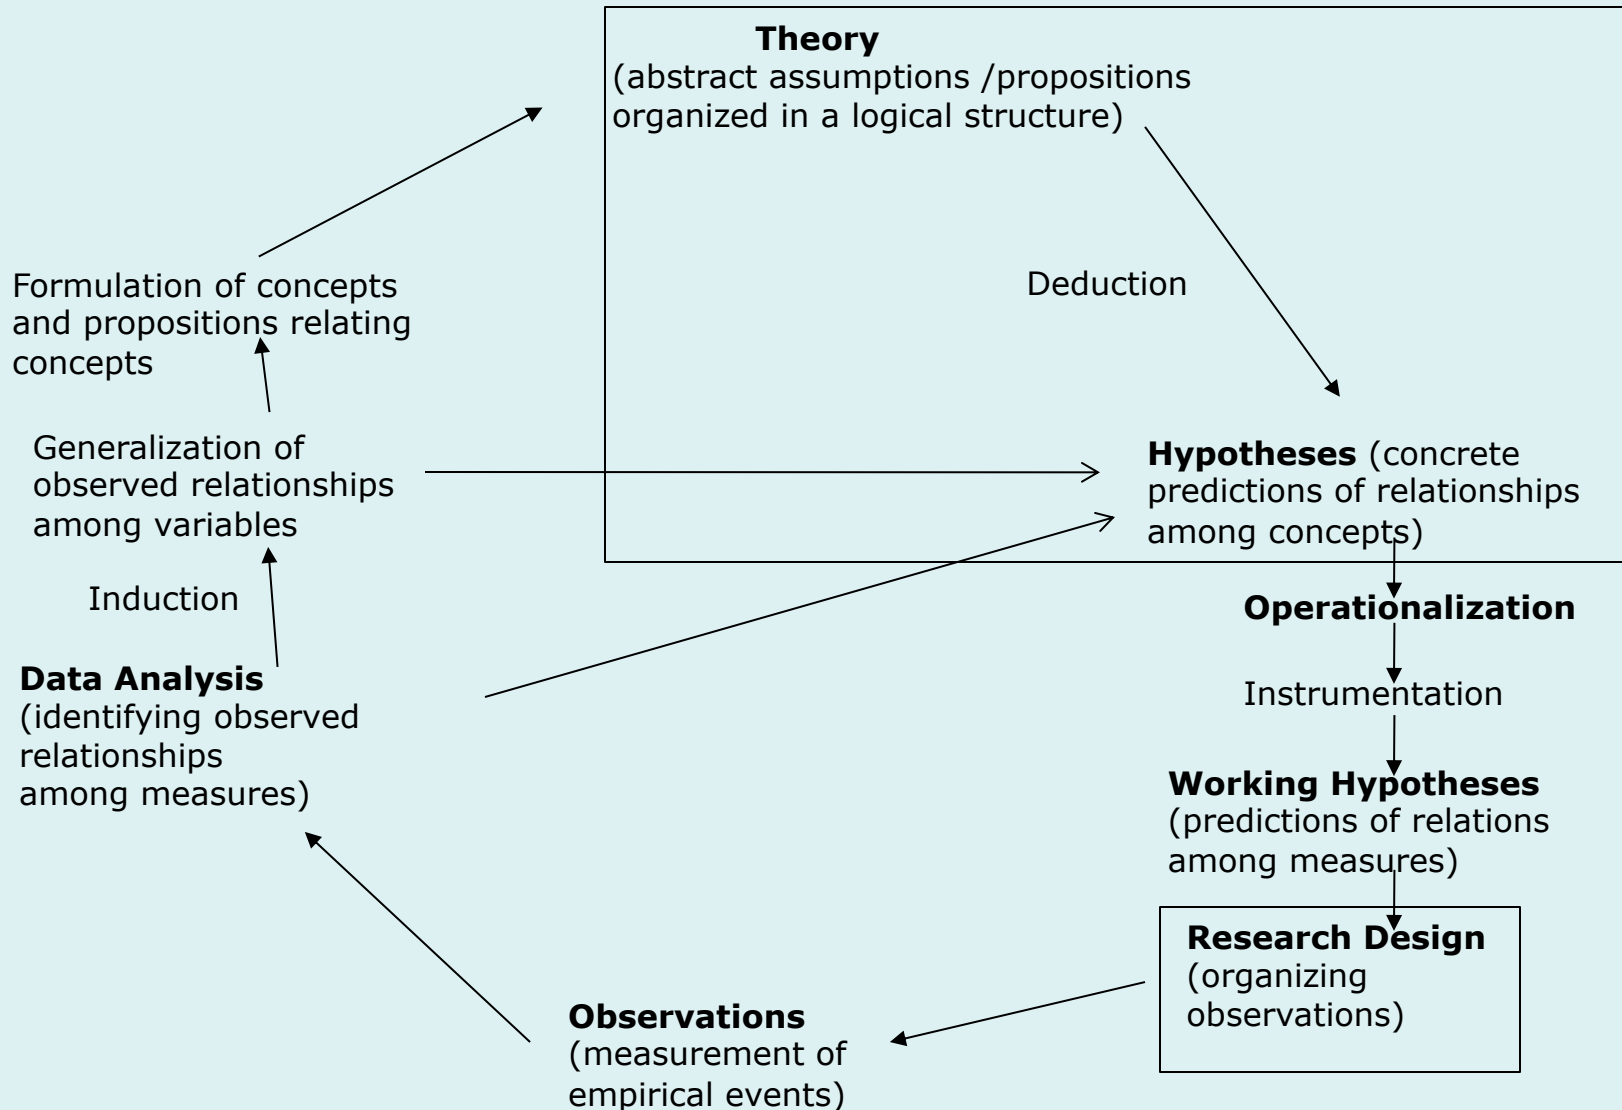 Theory
(abstract assumptions /propositions
organized in a logical structure)
Deduction
Hypotheses (concrete
predictions of relationships
among concepts)
Operationalization
Instrumentation
Working Hypotheses
(predictions of relations
among measures)
Research Design
(organizing
observations)
Observations
(measurement of
empirical events)
Data Analysis
(identifying observed
relationships
among measures)
Induction
Generalization of
observed relationships
among variables
Formulation of concepts
and propositions relating
concepts